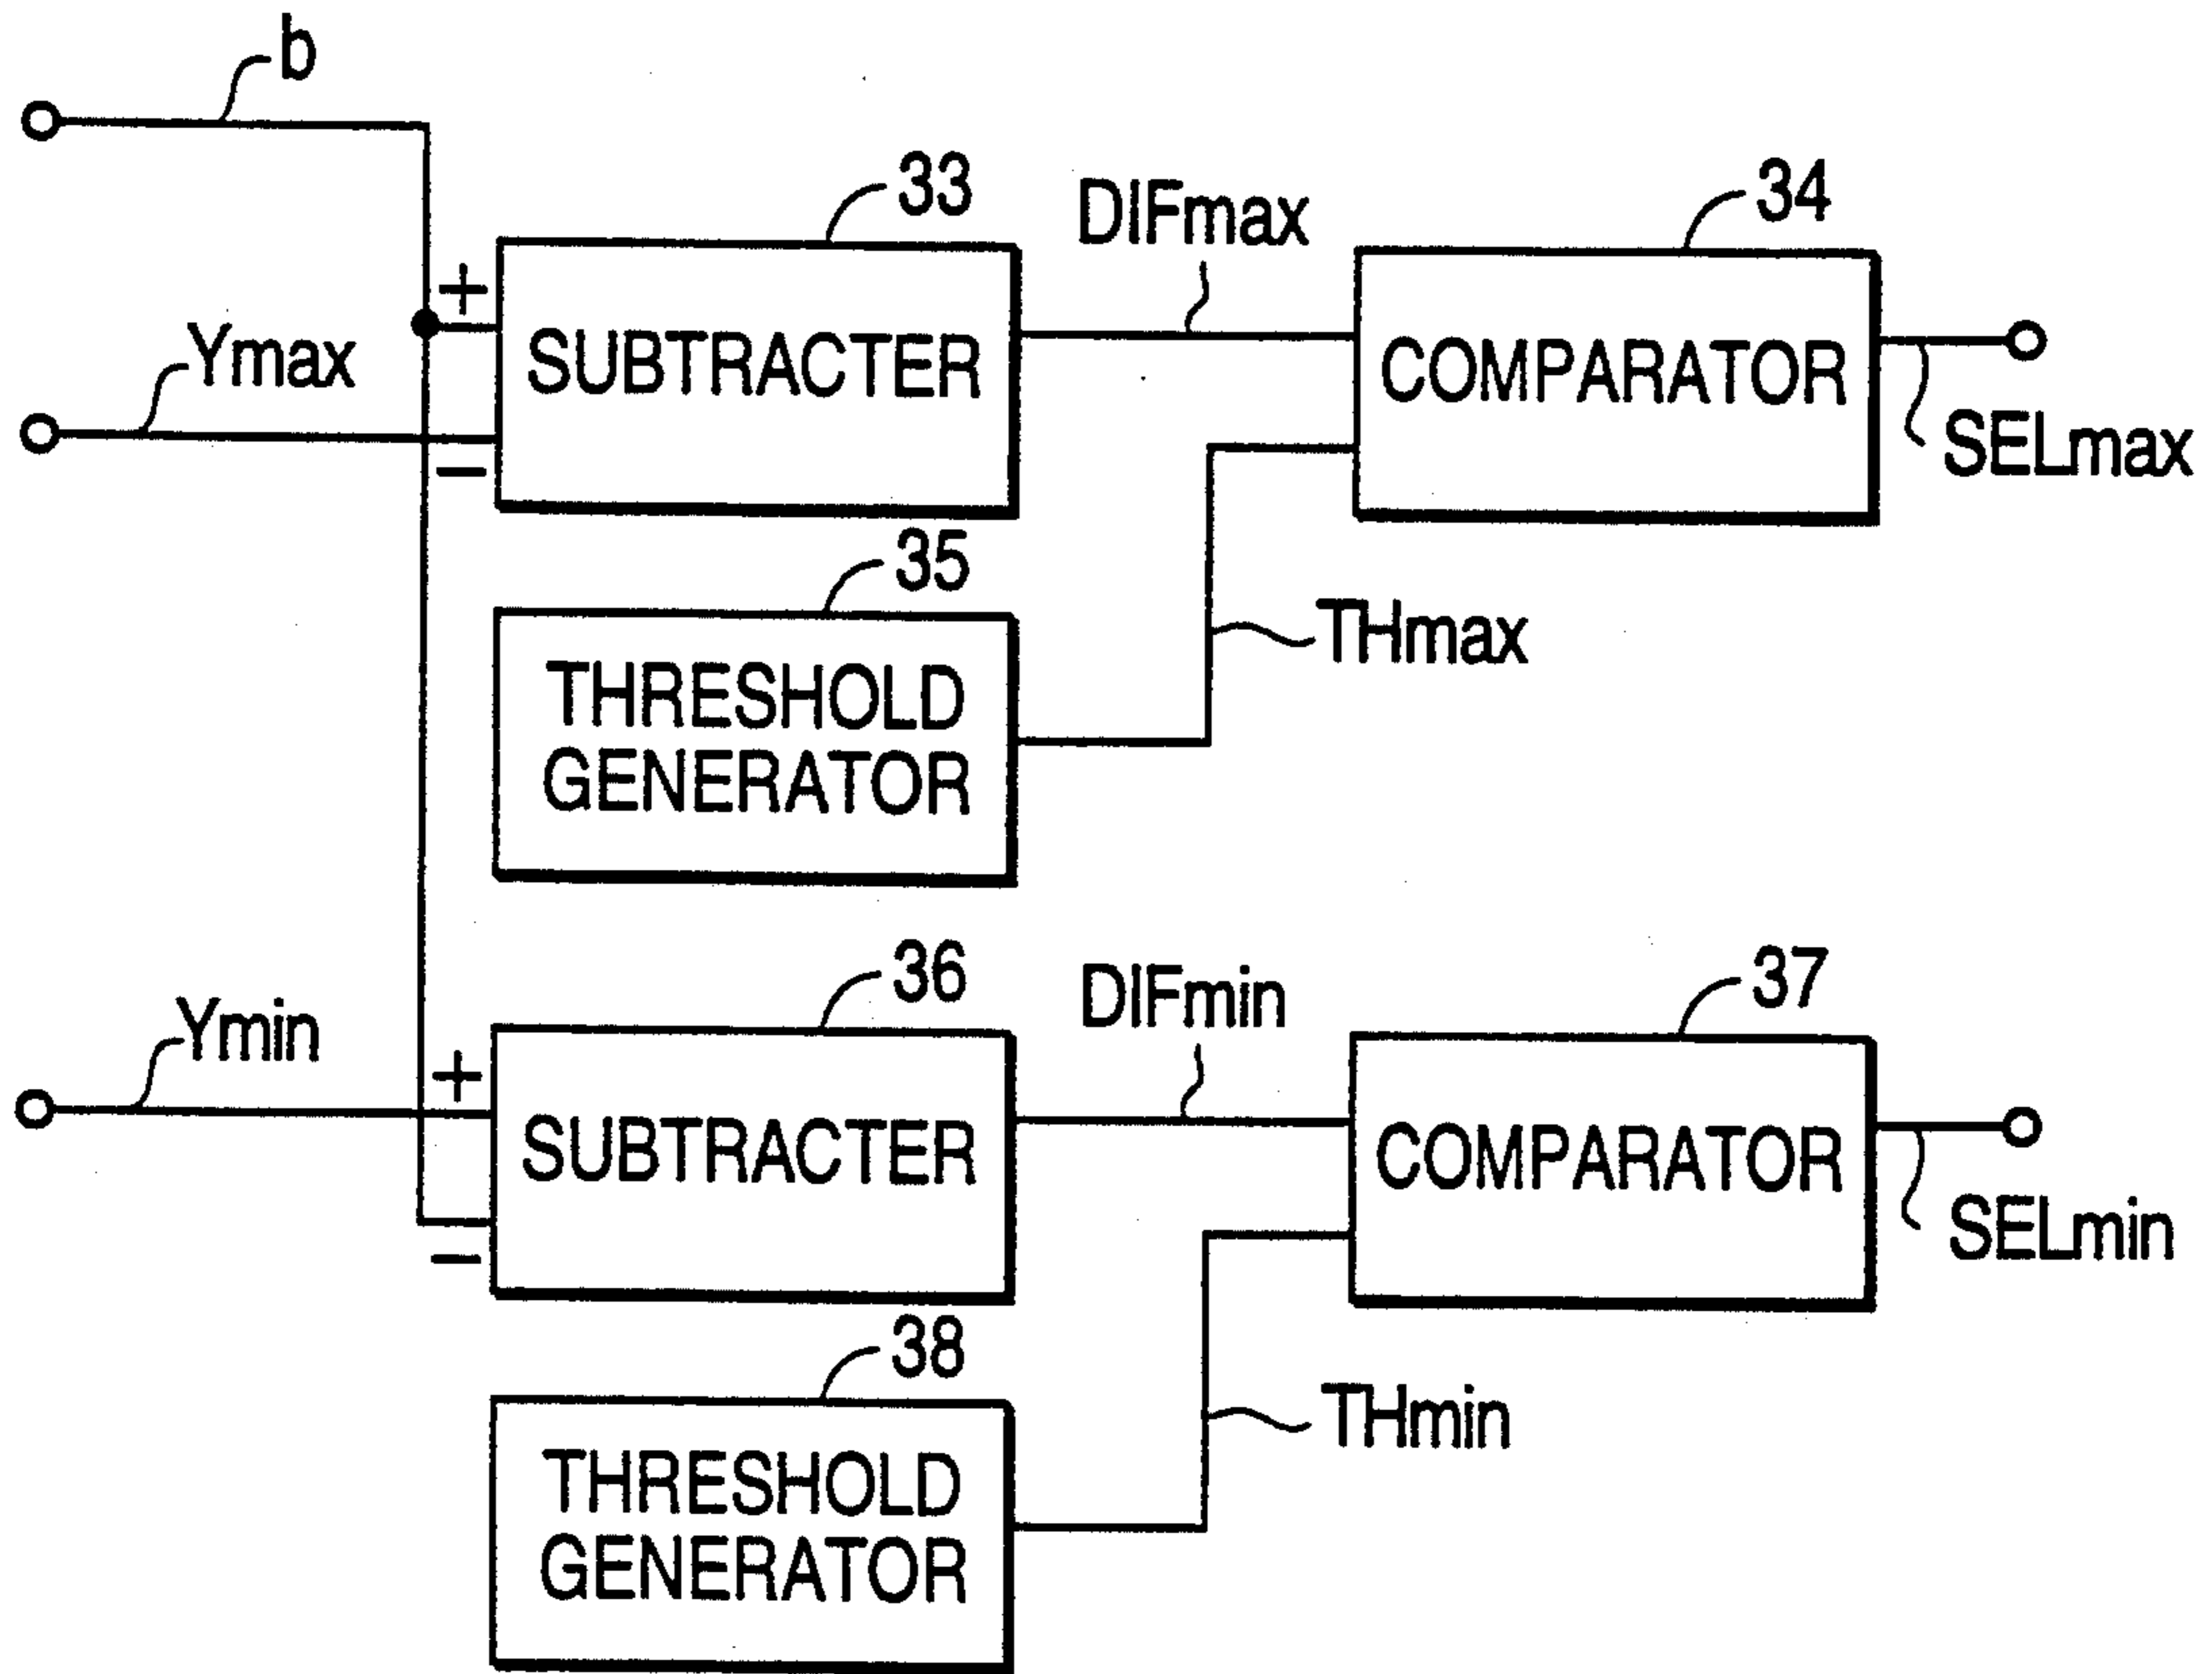 b
33
DIFmax
34
+
Ymax
SUBTRACTER
COMPARATOR
−
SELmax
35
THmax
THRESHOLD
GENERATOR
36
DIFmin
37
Ymin
+
SUBTRACTER
COMPARATOR
−
SELmin
38
THmin
THRESHOLD
GENERATOR